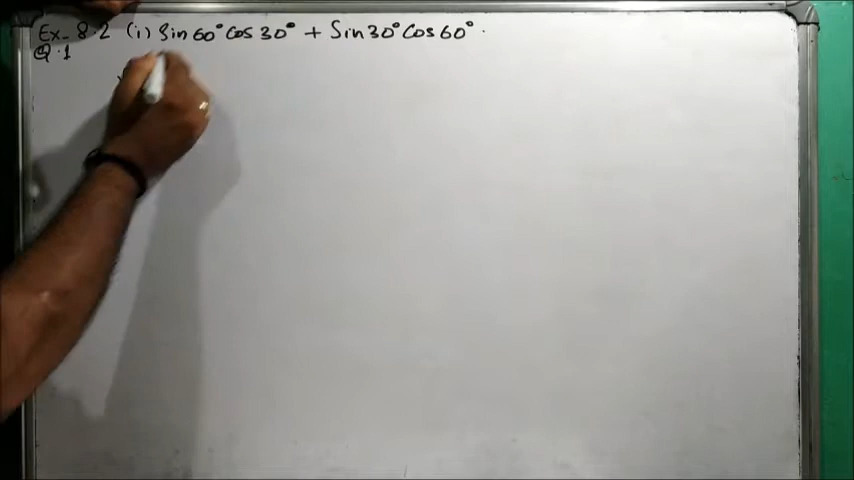 Ex- 8.2 (i) Sin 60° Cos 30° + Sin 30° Cos 60°.
Q.1